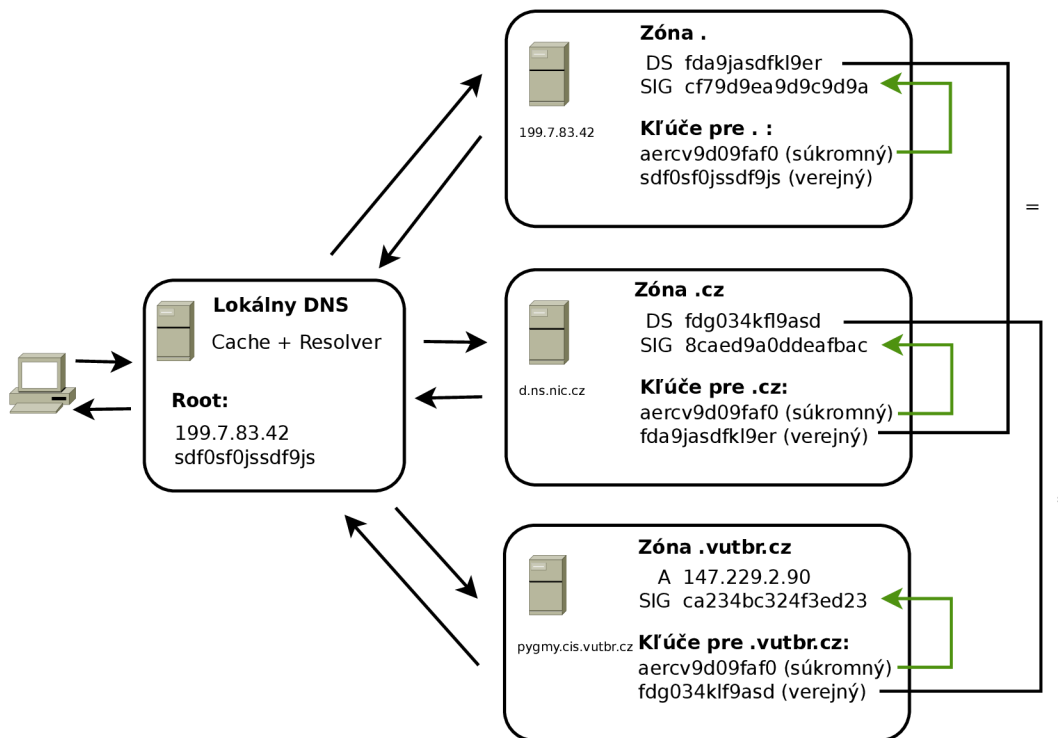 Zóna .
DS fda9jasdfkl9er
SIG cf79d9ea9d9c9d9a
199.7.83.42
Kľúče pre . :
aercv9d09faf0 (súkromný)
sdf0sf0jssdf9js (verejný)
=
Lokálny DNS
Cache + Resolver
Root:
199.7.83.42
sdf0sf0jssdf9js
Zóna .cz
DS fdg034kfl9asd
SIG 8caed9a0ddeafbac
d.ns.nic.cz
Kľúče pre .cz:
aercv9d09faf0 (súkromný)
fda9jasdfkl9er (verejný)
Zóna .vutbr.cz
A 147.229.2.90
SIG ca234bc324f3ed23
pygmy.cis.vutbr.cz
Kľúče pre .vutbr.cz:
aercv9d09faf0 (súkromný)
fdg034klf9asd (verejný)